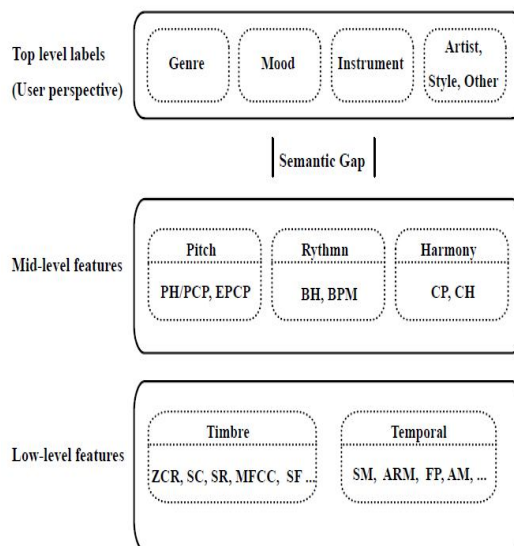 Top level labels
(User perspective)
Genre
Mood
Instrument
Artist,
Style, Other
Semantic Gap
Mid-level features
Pitch
PH/PCP, EPCP
Rythmn
BH, BPM
Harmony
CP, CH
Low-level features
Timbre
ZCR, SC, SR, MFCC, SF ...
Temporal
SM, ARM, FP, AM, ...